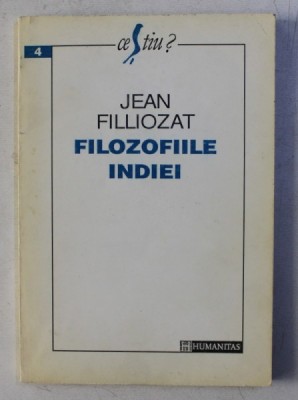 ce Știu?
4
JEAN
FILLIOZAT
FILOZOFIILE
INDIEI
HUMANITAS